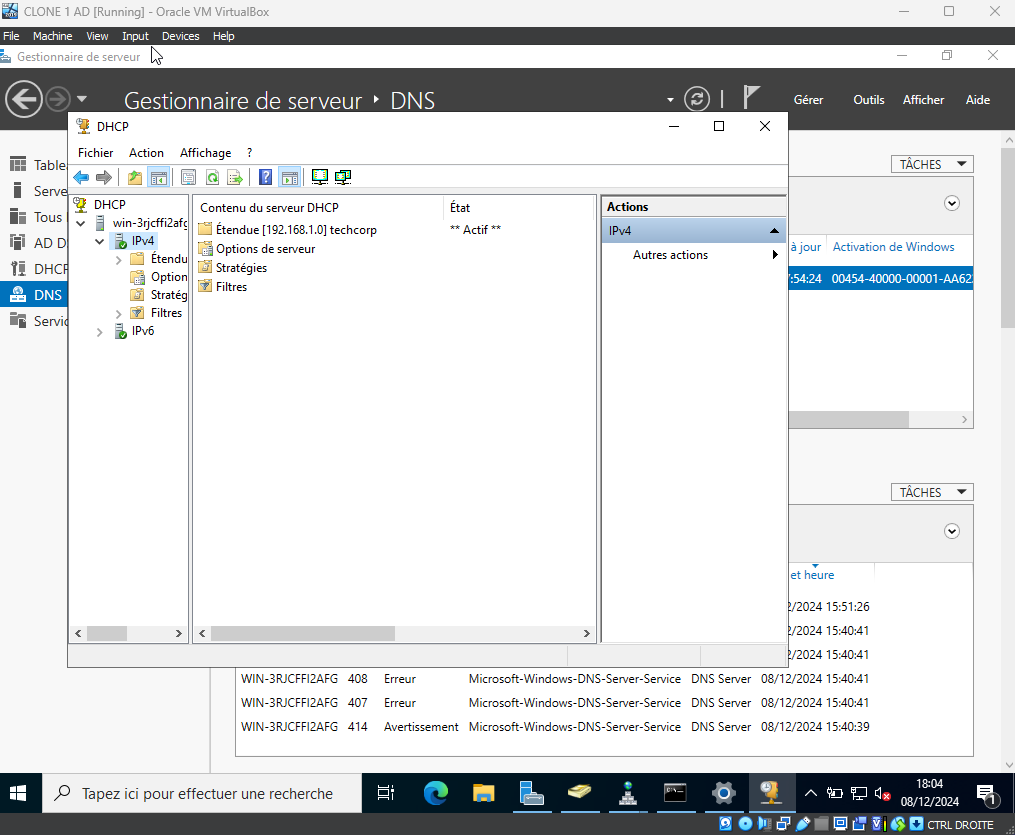 CLONE 1 AD [Running] - Oracle VM VirtualBox
File Machine View Input Devices Help
Gestionnaire de serveur
Gestionnaire de serveur DNS
Gérer Outils Afficher Aide
DHCP
Fichier Action Affichage ?
Table
Serve
Tous
AD D
DHCP
DNS
Servic
DHCP
win-3rjcffi2afg
IPv4
Étendu
Option
Stratég
Filtres
IPv6
Contenu du serveur DHCP État
Étendue [192.168.1.0] techcorp ** Actif **
Options de serveur
Stratégies
Filtres
Actions
IPv4
Autres actions
TÂCHES
à jour Activation de Windows
:54:24 00454-40000-00001-AA62
TÂCHES
et heure
2/2024 15:51:26
2/2024 15:40:41
2/2024 15:40:41
WIN-3RJCFFI2AFG 408 Erreur Microsoft-Windows-DNS-Server-Service DNS Server 08/12/2024 15:40:41
WIN-3RJCFFI2AFG 407 Erreur Microsoft-Windows-DNS-Server-Service DNS Server 08/12/2024 15:40:41
WIN-3RJCFFI2AFG 414 Avertissement Microsoft-Windows-DNS-Server-Service DNS Server 08/12/2024 15:40:39
Tapez ici pour effectuer une recherche
18:04
08/12/2024
1
CTRL DROITE